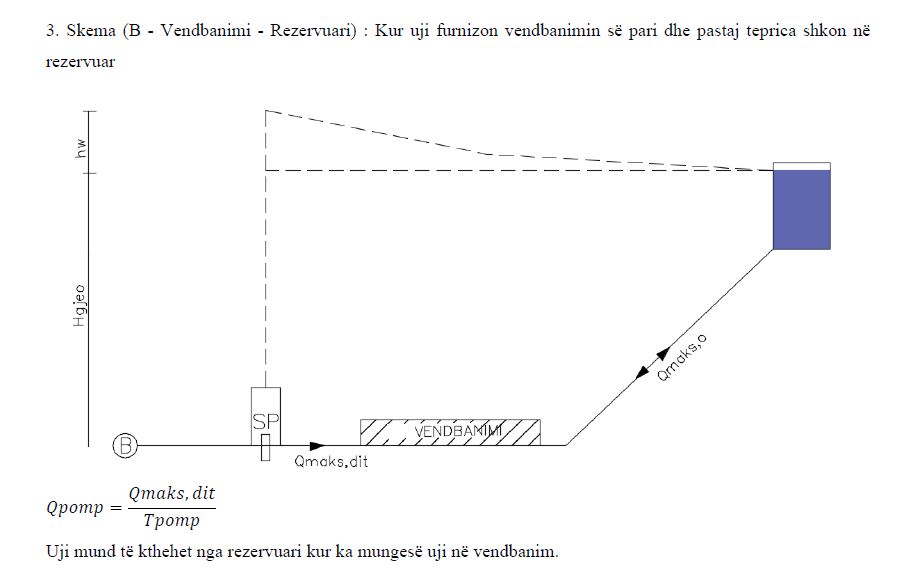 3. Skema (B - Vendbanimi - Rezervuari) : Kur uji furnizon vendbanimin së pari dhe pastaj teprica shkon në
rezervuar
hw
Hgjeo
SP
VENDBANIMI
B
Qmaks,dit
Qmaks,o
Qpomp = Qmaks, dit / Tpomp
Uji mund të kthehet nga rezervuari kur ka mungesë uji në vendbanim.